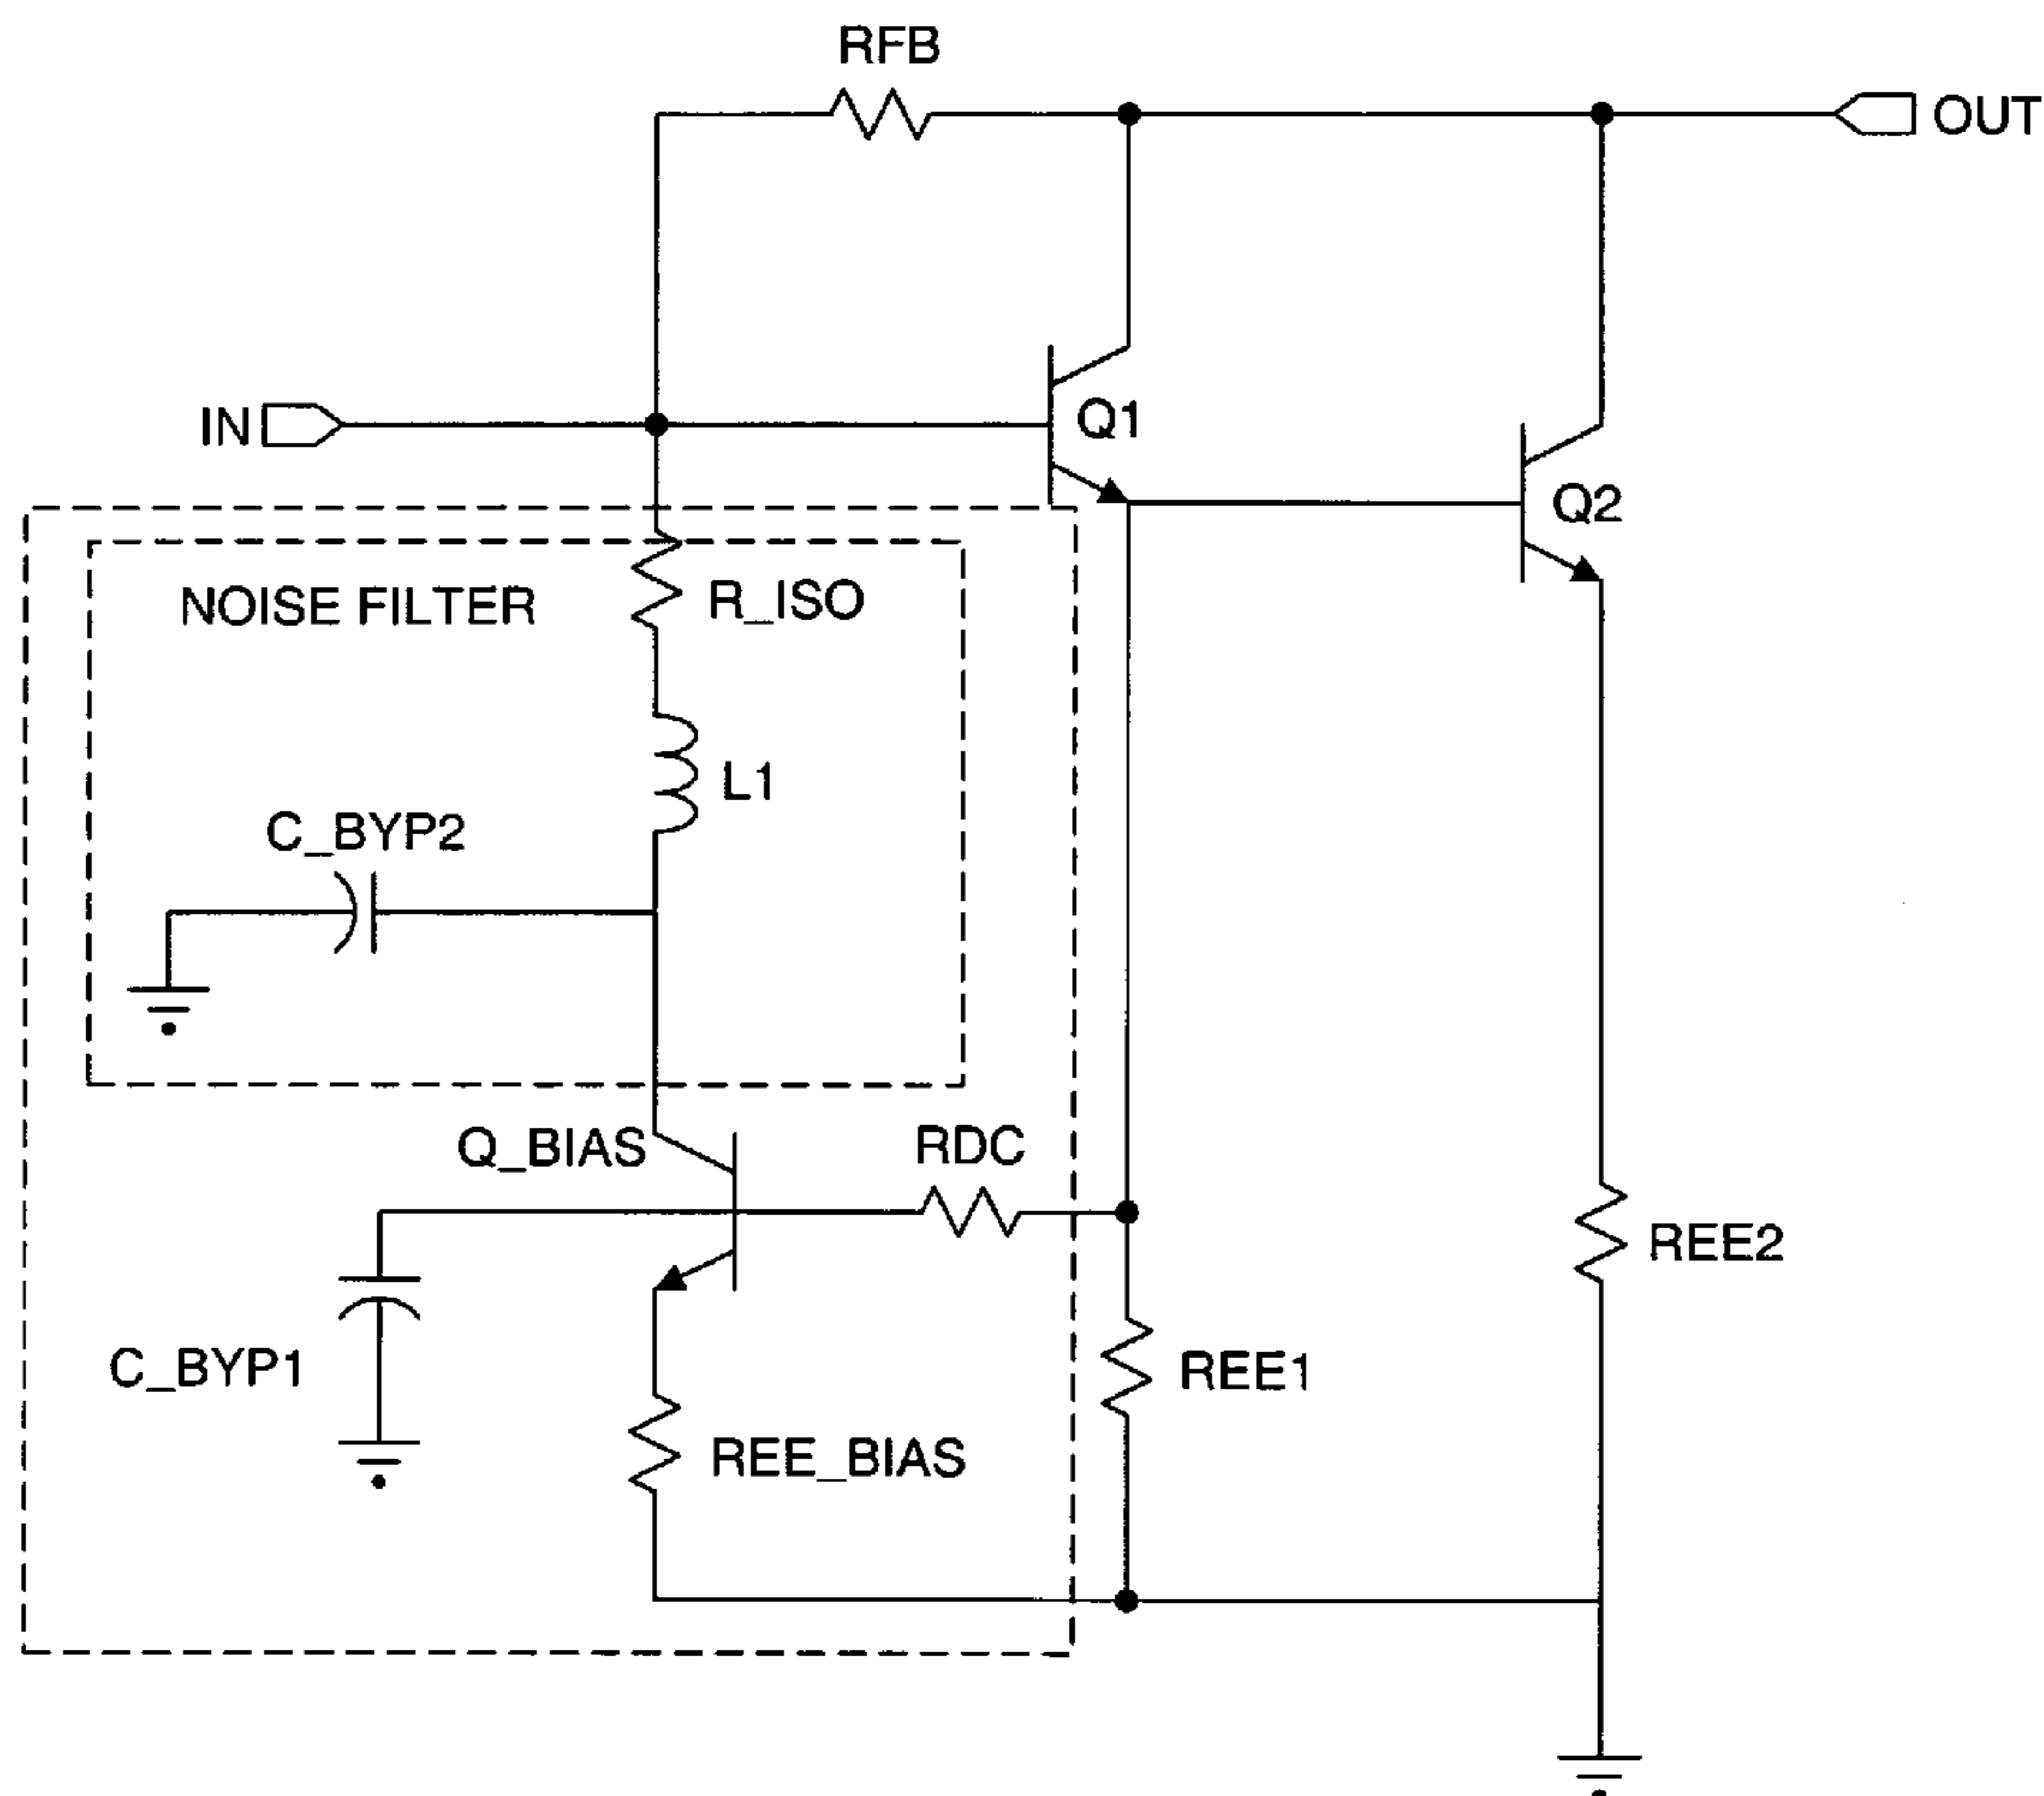 RFB
OUT
IN
Q1
Q2
NOISE FILTER
R_ISO
L1
C_BYP2
Q_BIAS
RDC
REE2
C_BYP1
REE1
REE_BIAS